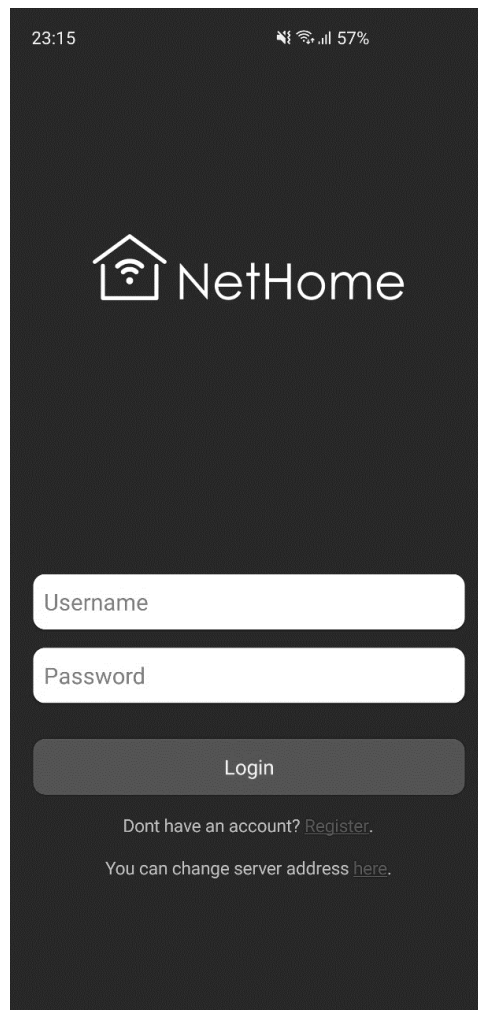 23:15 57%
NetHome
Username
Password
Login
Dont have an account? Register.
You can change server address here.